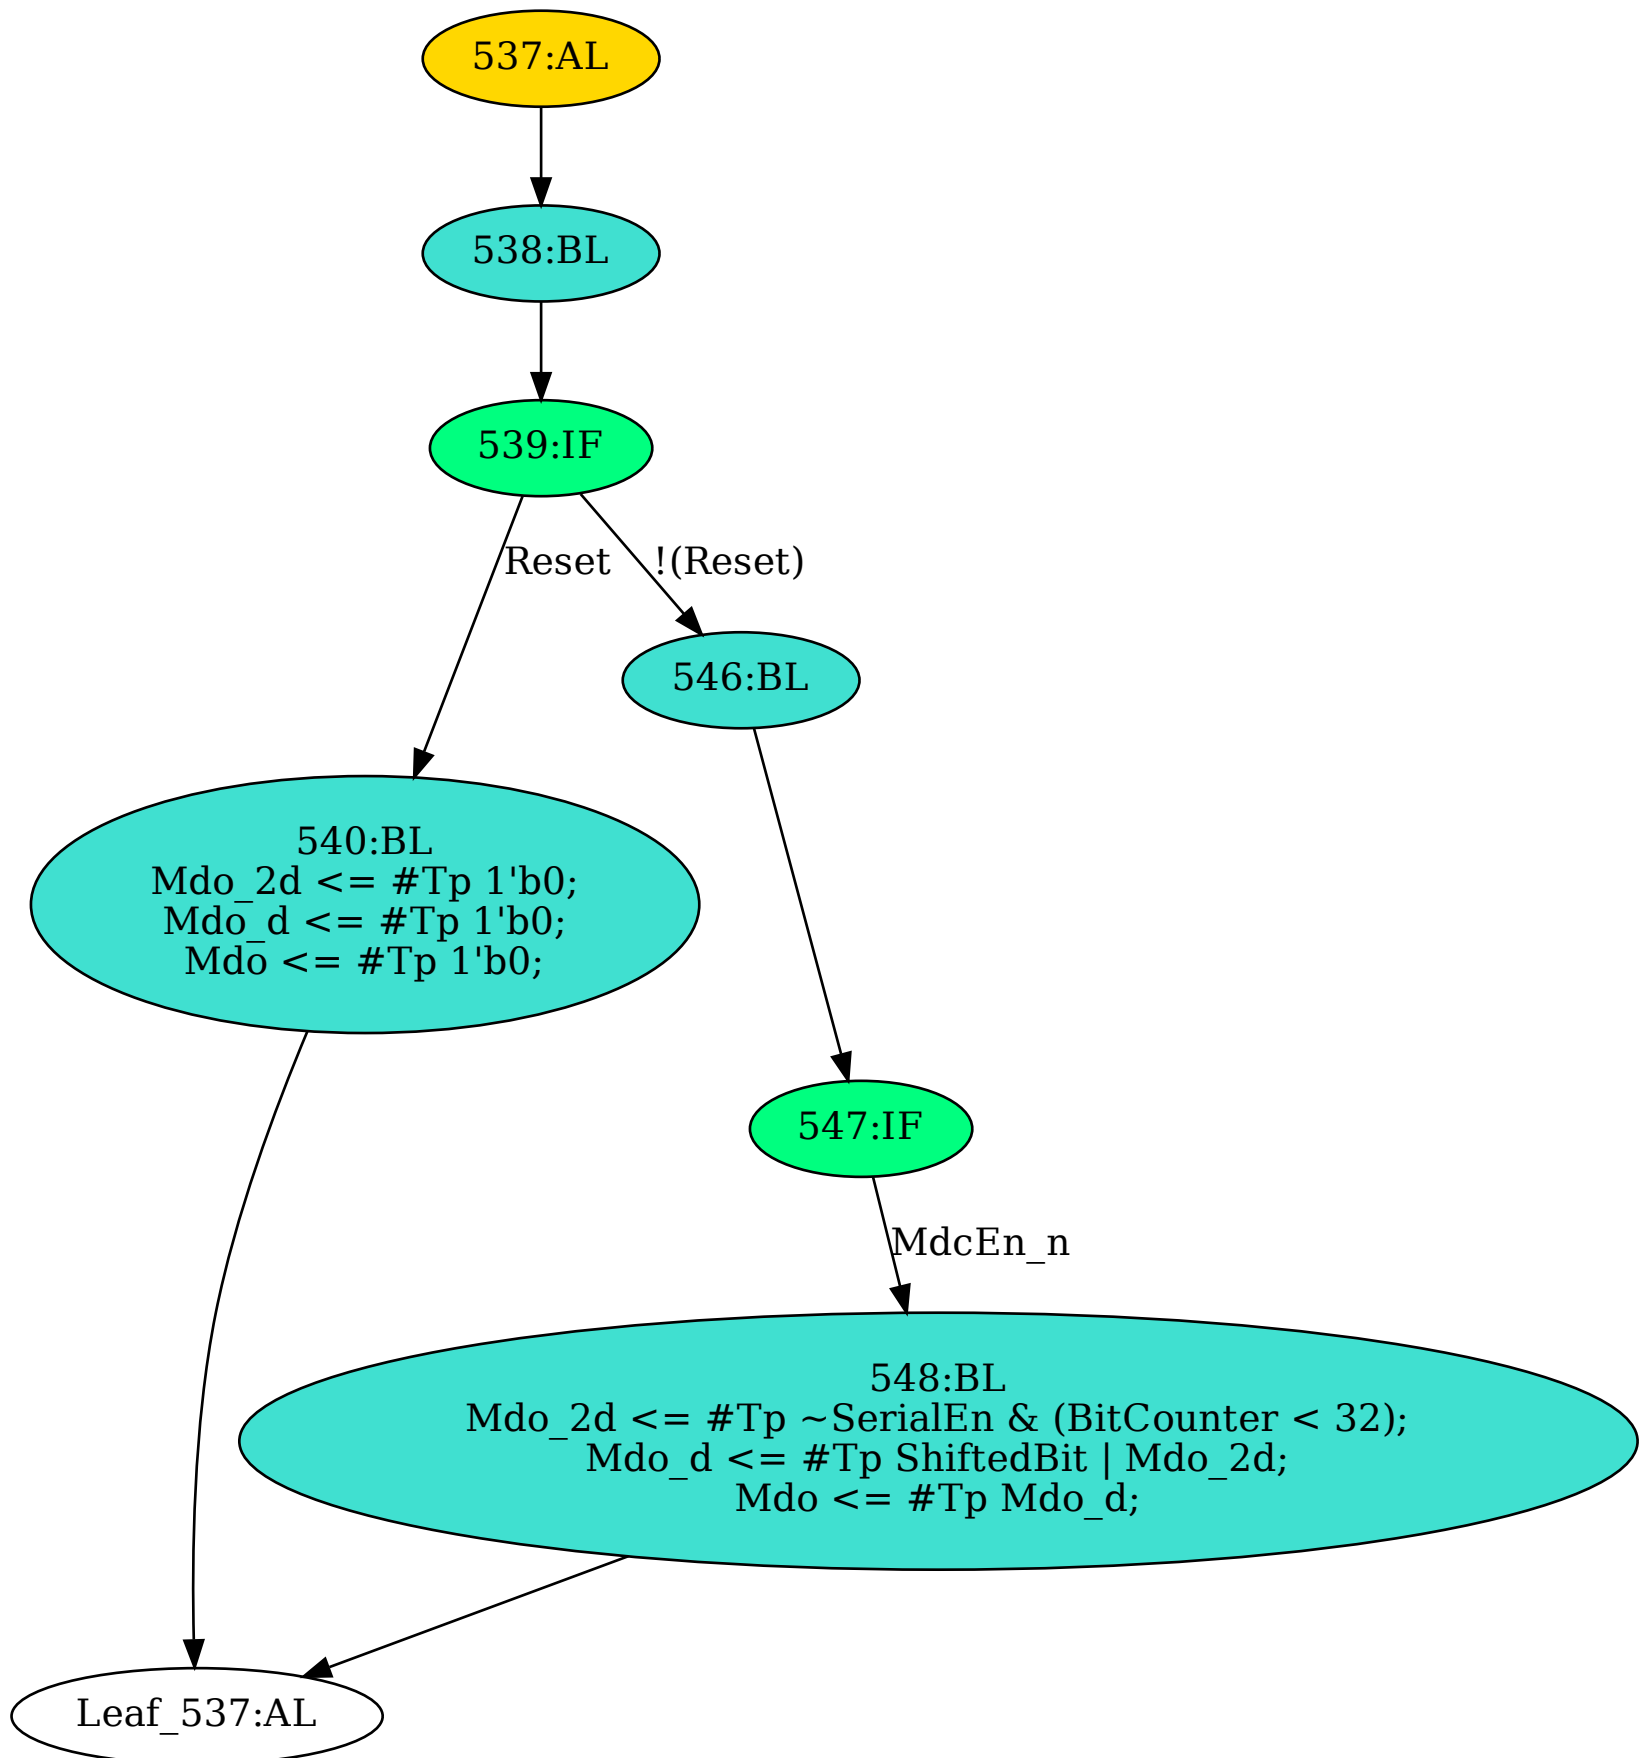 537:AL
538:BL
539:IF
Reset
!(Reset)
546:BL
540:BL
Mdo_2d <= #Tp 1'b0;
Mdo_d <= #Tp 1'b0;
Mdo <= #Tp 1'b0;
547:IF
MdcEn_n
548:BL
Mdo_2d <= #Tp ~SerialEn & (BitCounter < 32);
Mdo_d <= #Tp ShiftedBit | Mdo_2d;
Mdo <= #Tp Mdo_d;
Leaf_537:AL